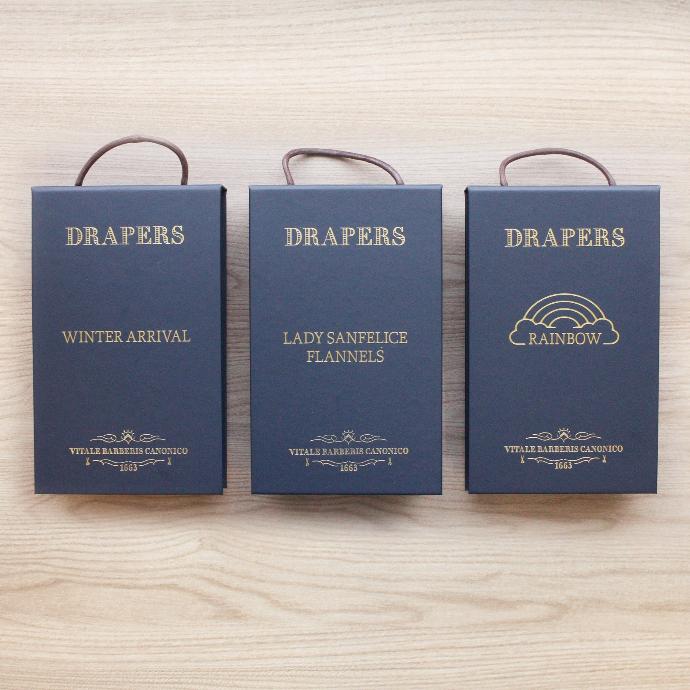 DRAPERS
WINTER ARRIVAL
VITALE BARBERIS CANONICO
1663
DRAPERS
LADY SANFELICE
FLANNELS
VITALE BARBERIS CANONICO
1663
DRAPERS
RAINBOW
VITALE BARBERIS CANONICO
1663